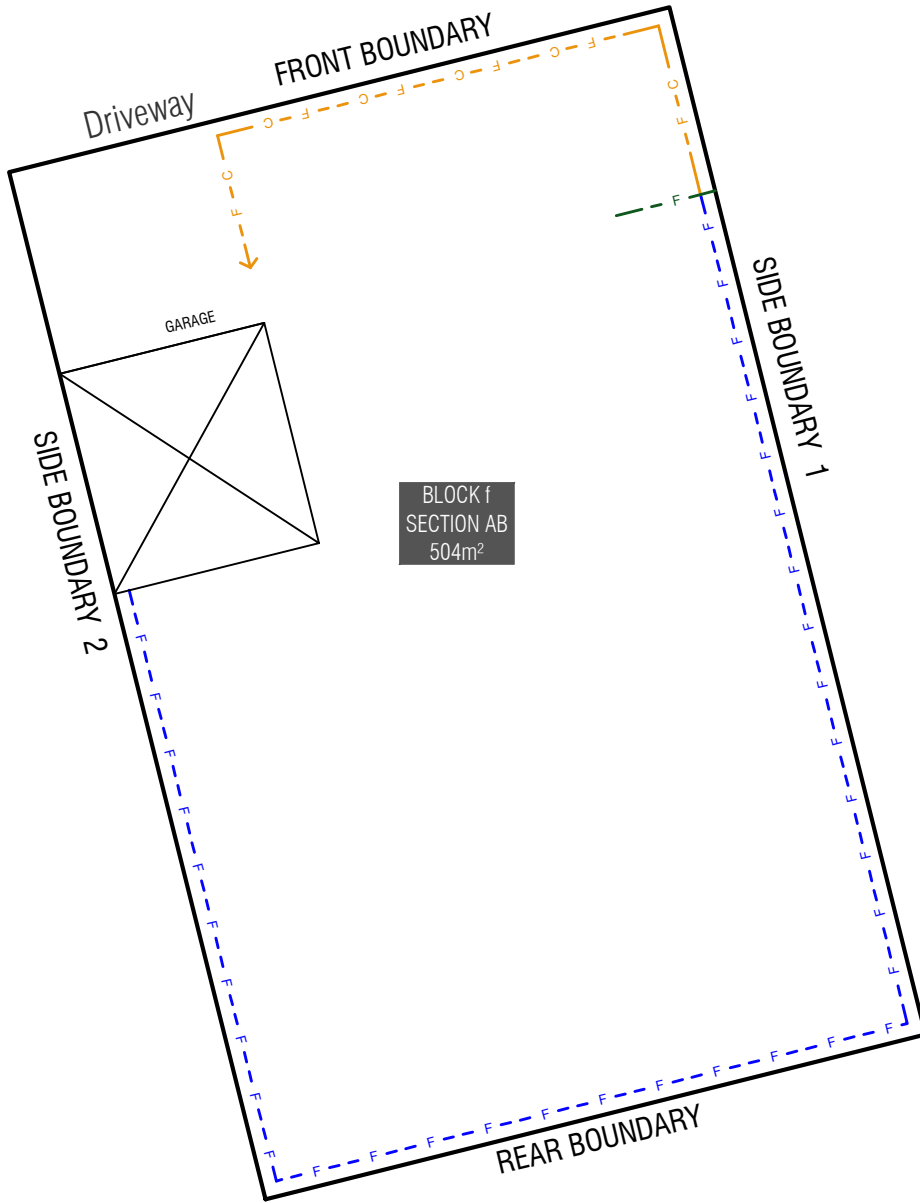 FRONT BOUNDARY
Driveway
F C F C F C F C
C F
C F
F
GARAGE
SIDE BOUNDARY 1
SIDE BOUNDARY 2
BLOCK f
SECTION AB
504m²
F F F F F F F F F F F F F F
F F F F F F F F F F
F F F F F F F F F F F
REAR BOUNDARY